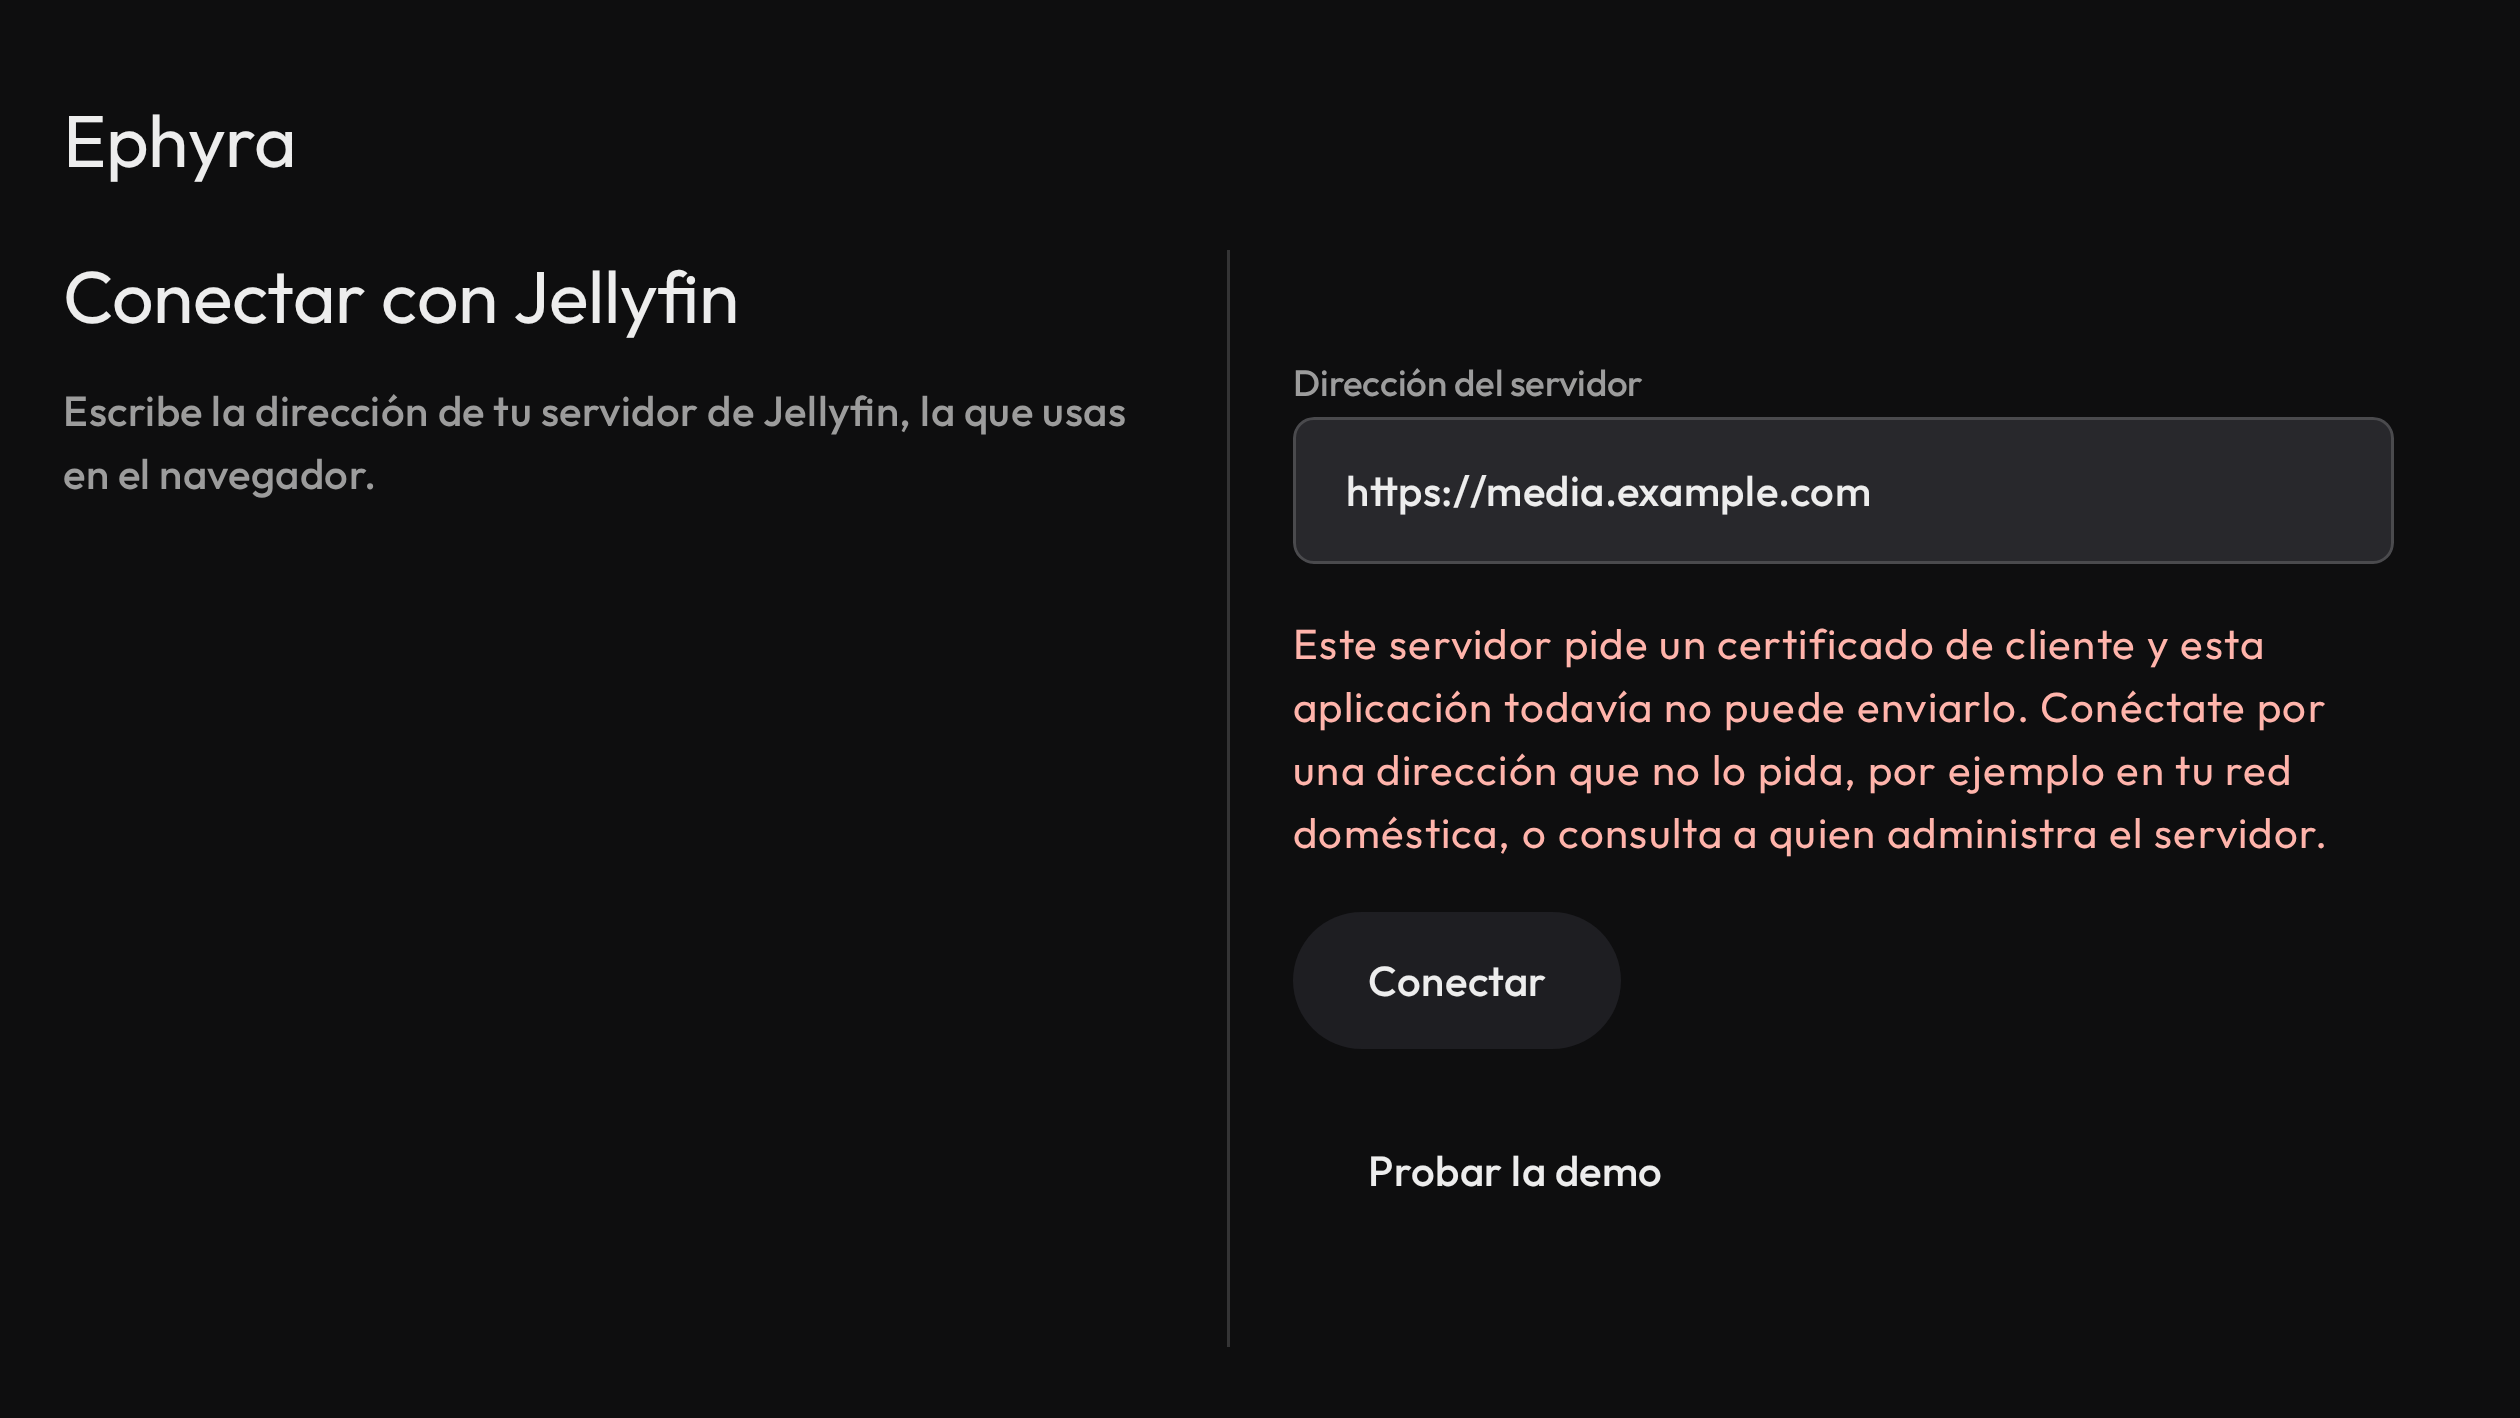 Ephyra
Conectar con Jellyfin
Escribe la dirección de tu servidor de Jellyfin, la que usas
en el navegador.
Dirección del servidor
https://media.example.com
Este servidor pide un certificado de cliente y esta
aplicación todavía no puede enviarlo. Conéctate por
una dirección que no lo pida, por ejemplo en tu red
doméstica, o consulta a quien administra el servidor.
Conectar
Probar la demo